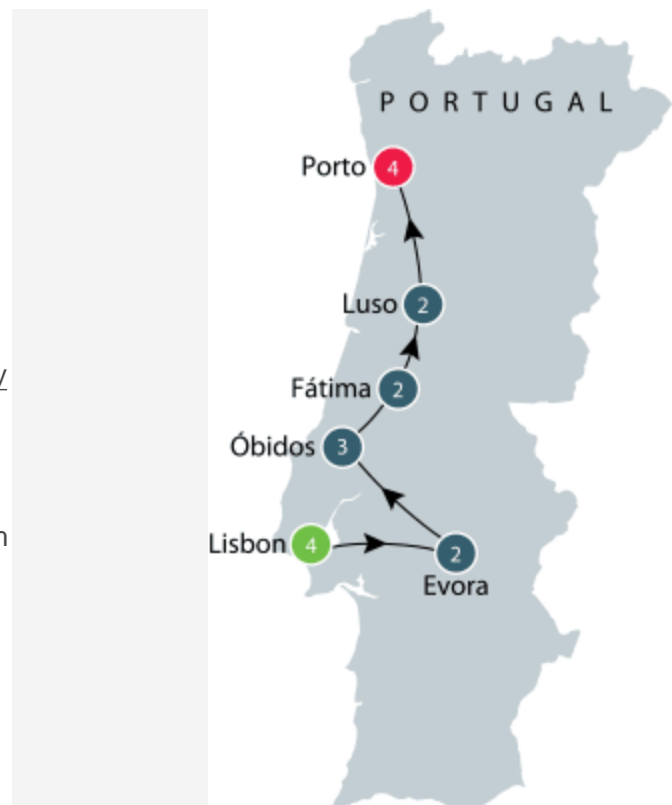 PORTUGAL
Porto 4
Luso 2
Fátima 2
Óbidos 3
Lisbon 4
2
Evora